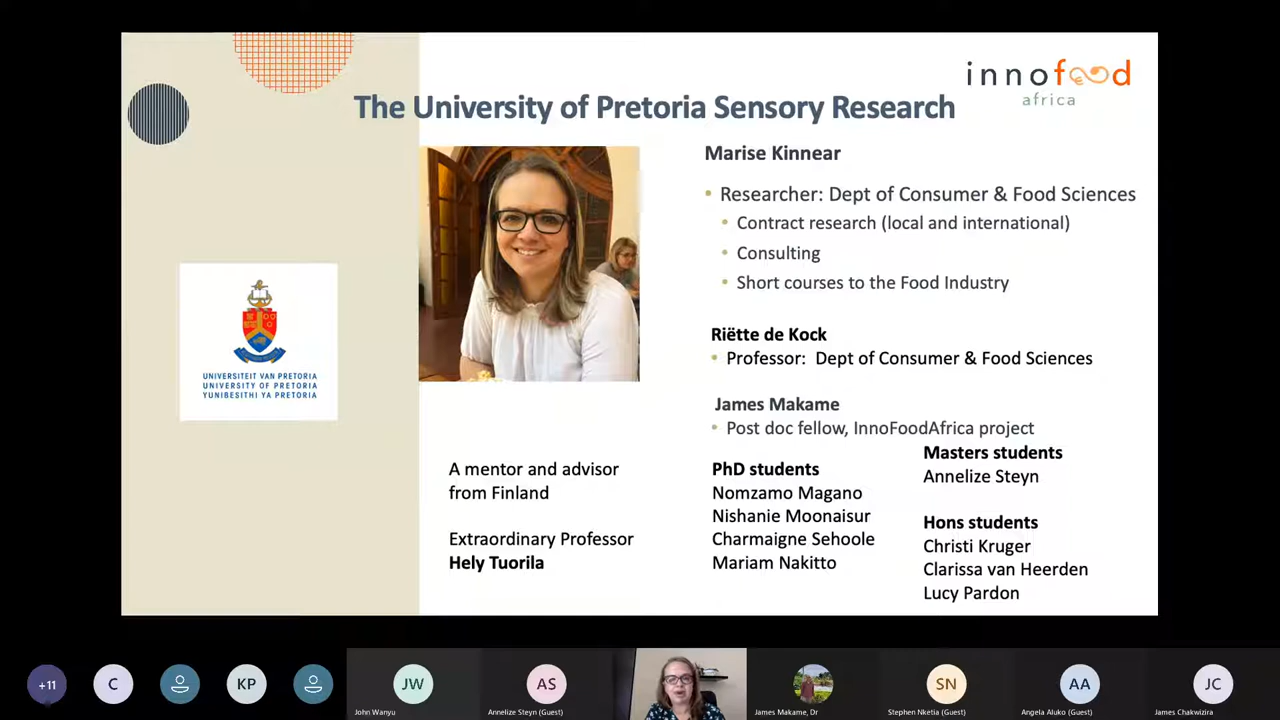 innofood
africa
The University of Pretoria Sensory Research
Marise Kinnear
Researcher: Dept of Consumer & Food Sciences
Contract research (local and international)
Consulting
Short courses to the Food Industry
UNIVERSITEIT VAN PRETORIA
UNIVERSITY OF PRETORIA
YUNIBESITHI YA PRETORIA
Riëtte de Kock
Professor: Dept of Consumer & Food Sciences
James Makame
Post doc fellow, InnoFoodAfrica project
A mentor and advisor
from Finland
Extraordinary Professor
Hely Tuorila
PhD students
Nomzamo Magano
Nishanie Moonaisur
Charmaigne Sehoole
Mariam Nakitto
Masters students
Annelize Steyn
Hons students
Christi Kruger
Clarissa van Heerden
Lucy Pardon
+11
C
KP
JW
John Wanyu
AS
Annelize Steyn (Guest)
James Makame, Dr
SN
Stephen Nketia (Guest)
AA
Angela Aluko (Guest)
JC
James Chakwizira